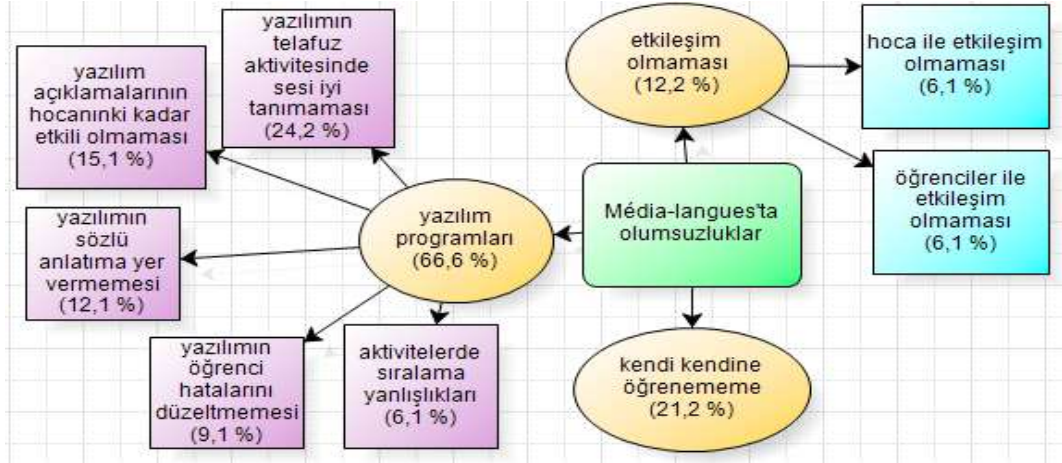 yazılım
açıklamalarının
hocanınki kadar
etkili olmaması
(15,1 %)
yazılımın
telafuz
aktivitesinde
sesi iyi
tanımaması
(24,2 %)
etkileşim
olmaması
(12,2 %)
hoca ile etkileşim
olmaması
(6,1 %)
öğrenciler ile
etkileşim
olmaması
(6,1 %)
yazılım
programları
(66,6 %)
Média-langues'ta
olumsuzluklar
yazılımın
sözlü
anlatıma yer
vermemesi
(12,1 %)
yazılımın
öğrenci
hatalarını
düzeltmemesi
(9,1 %)
aktivitelerde
sıralama
yanlışlıkları
(6,1 %)
kendi kendine
öğrenememe
(21,2 %)